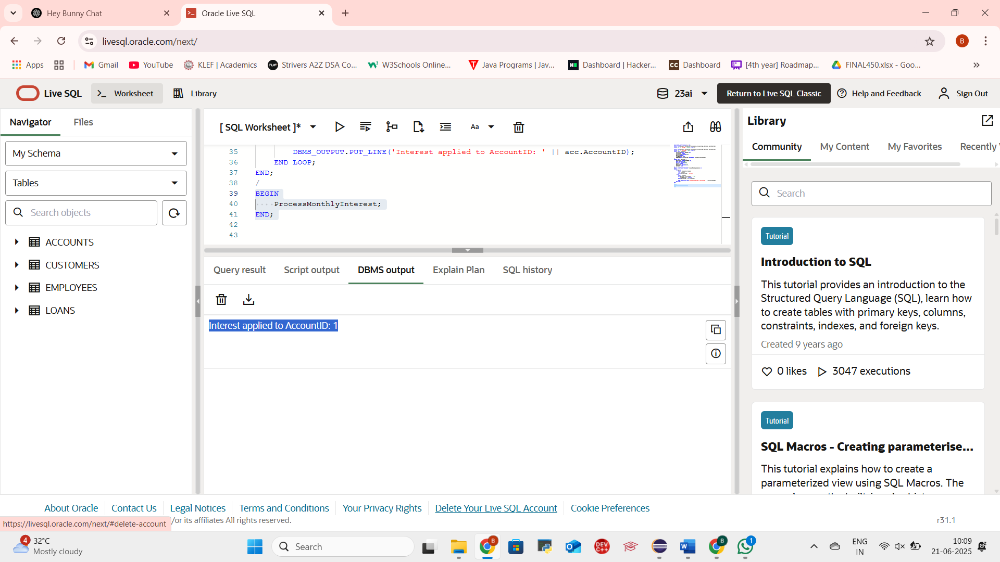 Hey Bunny Chat
Oracle Live SQL
livesql.oracle.com/next/
B
Apps
Gmail
YouTube
KLEF | Academics
TUF
Strivers A2Z DSA Co...
W3Schools Online...
Java Programs | Jav...
Dashboard | Hacker...
CC
Dashboard
[4th year] Roadmap...
FINAL450.xlsx - Goo...
Live SQL
Worksheet
Library
23ai
Return to Live SQL Classic
Help and Feedback
Sign Out
Navigator
Files
My Schema
Tables
Search objects
ACCOUNTS
CUSTOMERS
EMPLOYEES
LOANS
[ SQL Worksheet ]*
Aa
35 DBMS_OUTPUT.PUT_LINE('Interest applied to AccountID: ' || acc.AccountID);
36 END LOOP;
37 END;
38 /
39 BEGIN
40 ····ProcessMonthlyInterest;
41 END;
42
43
Query result
Script output
DBMS output
Explain Plan
SQL history
Interest applied to AccountID: 1
Library
Community
My Content
My Favorites
Recently
Search
Tutorial
Introduction to SQL
This tutorial provides an introduction to the
Structured Query Language (SQL), learn how
to create tables with primary keys, columns,
constraints, indexes, and foreign keys.
Created 9 years ago
0 likes
3047 executions
Tutorial
SQL Macros - Creating parameterise...
This tutorial explains how to create a
parameterized view using SQL Macros. The
About Oracle
Contact Us
Legal Notices
Terms and Conditions
Your Privacy Rights
Delete Your Live SQL Account
Cookie Preferences
https://livesql.oracle.com/next/#delete-account
/or its affiliates All rights reserved.
r31.1
4
32°C
Mostly cloudy
Search
B
DEV
C++
B
1
ENG
IN
10:09
21-06-2025